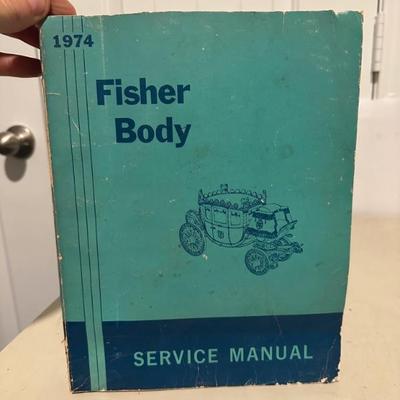 1974
Fisher
Body
SERVICE MANUAL